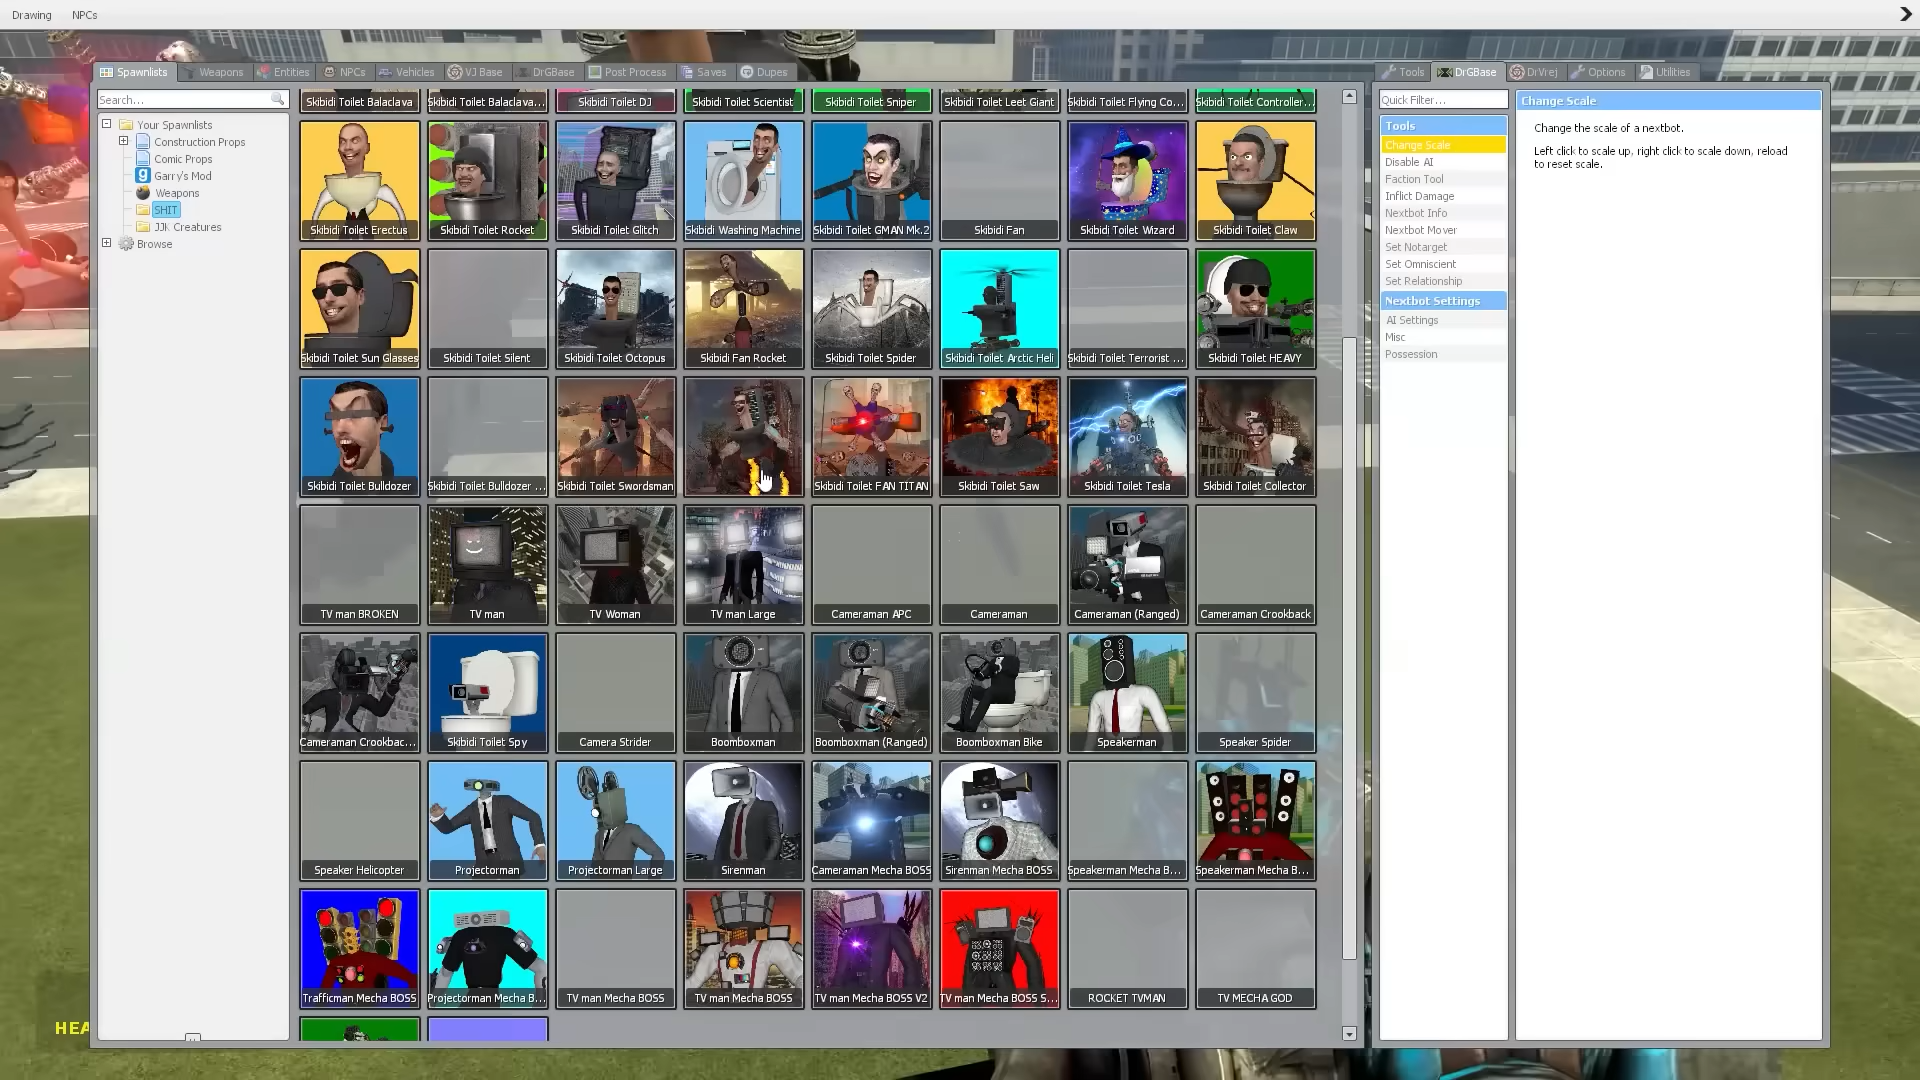 Drawing NPCs
Spawnlists Weapons Entities NPCs Vehicles VJ Base DrGBase Post Process Saves Dupes
Tools DrGBase DrVrej Options Utilities
Search...
Your Spawnlists
Construction Props
Comic Props
Garry's Mod
Weapons
SHIT
JJK Creatures
Browse
Skibidi Toilet Balaclava Skibidi Toilet Balaclava... Skibidi Toilet DJ Skibidi Toilet Scientist Skibidi Toilet Sniper Skibidi Toilet Leet Giant Skibidi Toilet Flying Co... Skibidi Toilet Controller...
Skibidi Toilet Erectus Skibidi Toilet Rocket Skibidi Toilet Glitch Skibidi Washing Machine Skibidi Toilet GMAN Mk.2 Skibidi Fan Skibidi Toilet Wizard Skibidi Toilet Claw
Skibidi Toilet Sun Glasses Skibidi Toilet Silent Skibidi Toilet Octopus Skibidi Fan Rocket Skibidi Toilet Spider Skibidi Toilet Arctic Heli Skibidi Toilet Terrorist ... Skibidi Toilet HEAVY
Skibidi Toilet Bulldozer Skibidi Toilet Bulldozer ... Skibidi Toilet Swordsman Skibidi Toilet FAN TITAN Skibidi Toilet Saw Skibidi Toilet Tesla Skibidi Toilet Collector
TV man BROKEN TV man TV Woman TV man Large Cameraman APC Cameraman Cameraman (Ranged) Cameraman Crookback
Cameraman Crookbac... Skibidi Toilet Spy Camera Strider Boomboxman Boomboxman (Ranged) Boomboxman Bike Speakerman Speaker Spider
Speaker Helicopter Projectorman Projectorman Large Sirenman Cameraman Mecha BOSS Sirenman Mecha BOSS Speakerman Mecha B... Speakerman Mecha B...
Trafficman Mecha BOSS Projectorman Mecha B... TV man Mecha BOSS TV man Mecha BOSS TV man Mecha BOSS V2 TV man Mecha BOSS S... ROCKET TVMAN TV MECHA GOD
Quick Filter...
Tools
Change Scale
Disable AI
Faction Tool
Inflict Damage
Nextbot Info
Nextbot Mover
Set Notarget
Set Omniscient
Set Relationship
Nextbot Settings
AI Settings
Misc
Possession
Change Scale
Change the scale of a nextbot.
Left click to scale up, right click to scale down, reload
to reset scale.
HEA